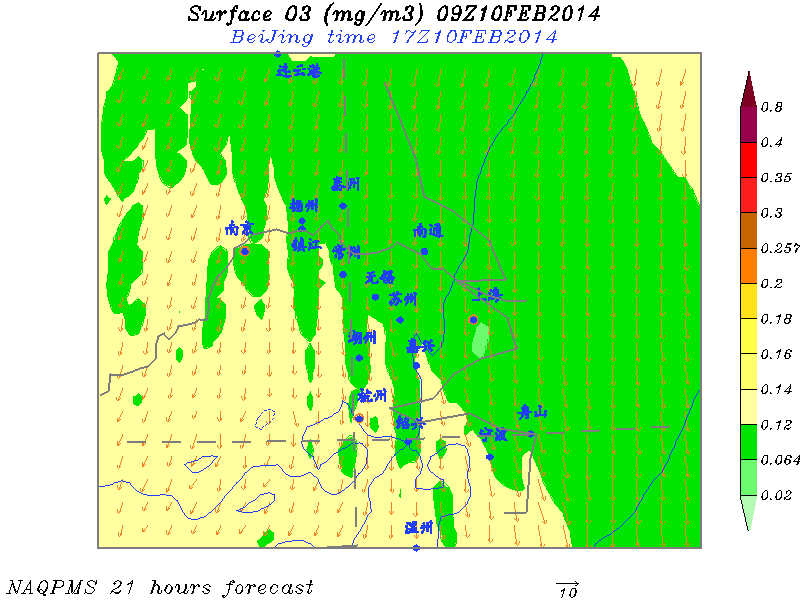 Surface O3 (mg/m3) 09Z10FEB2014
BeiJing time 17Z10FEB2014
连云港
泰州
扬州
南京
镇江
常州
南通
无锡
苏州
上海
湖州
嘉兴
杭州
绍兴
舟山
宁波
温州
0.8
0.4
0.35
0.3
0.257
0.2
0.18
0.16
0.14
0.12
0.064
0.02
NAQPMS 21 hours forecast
10